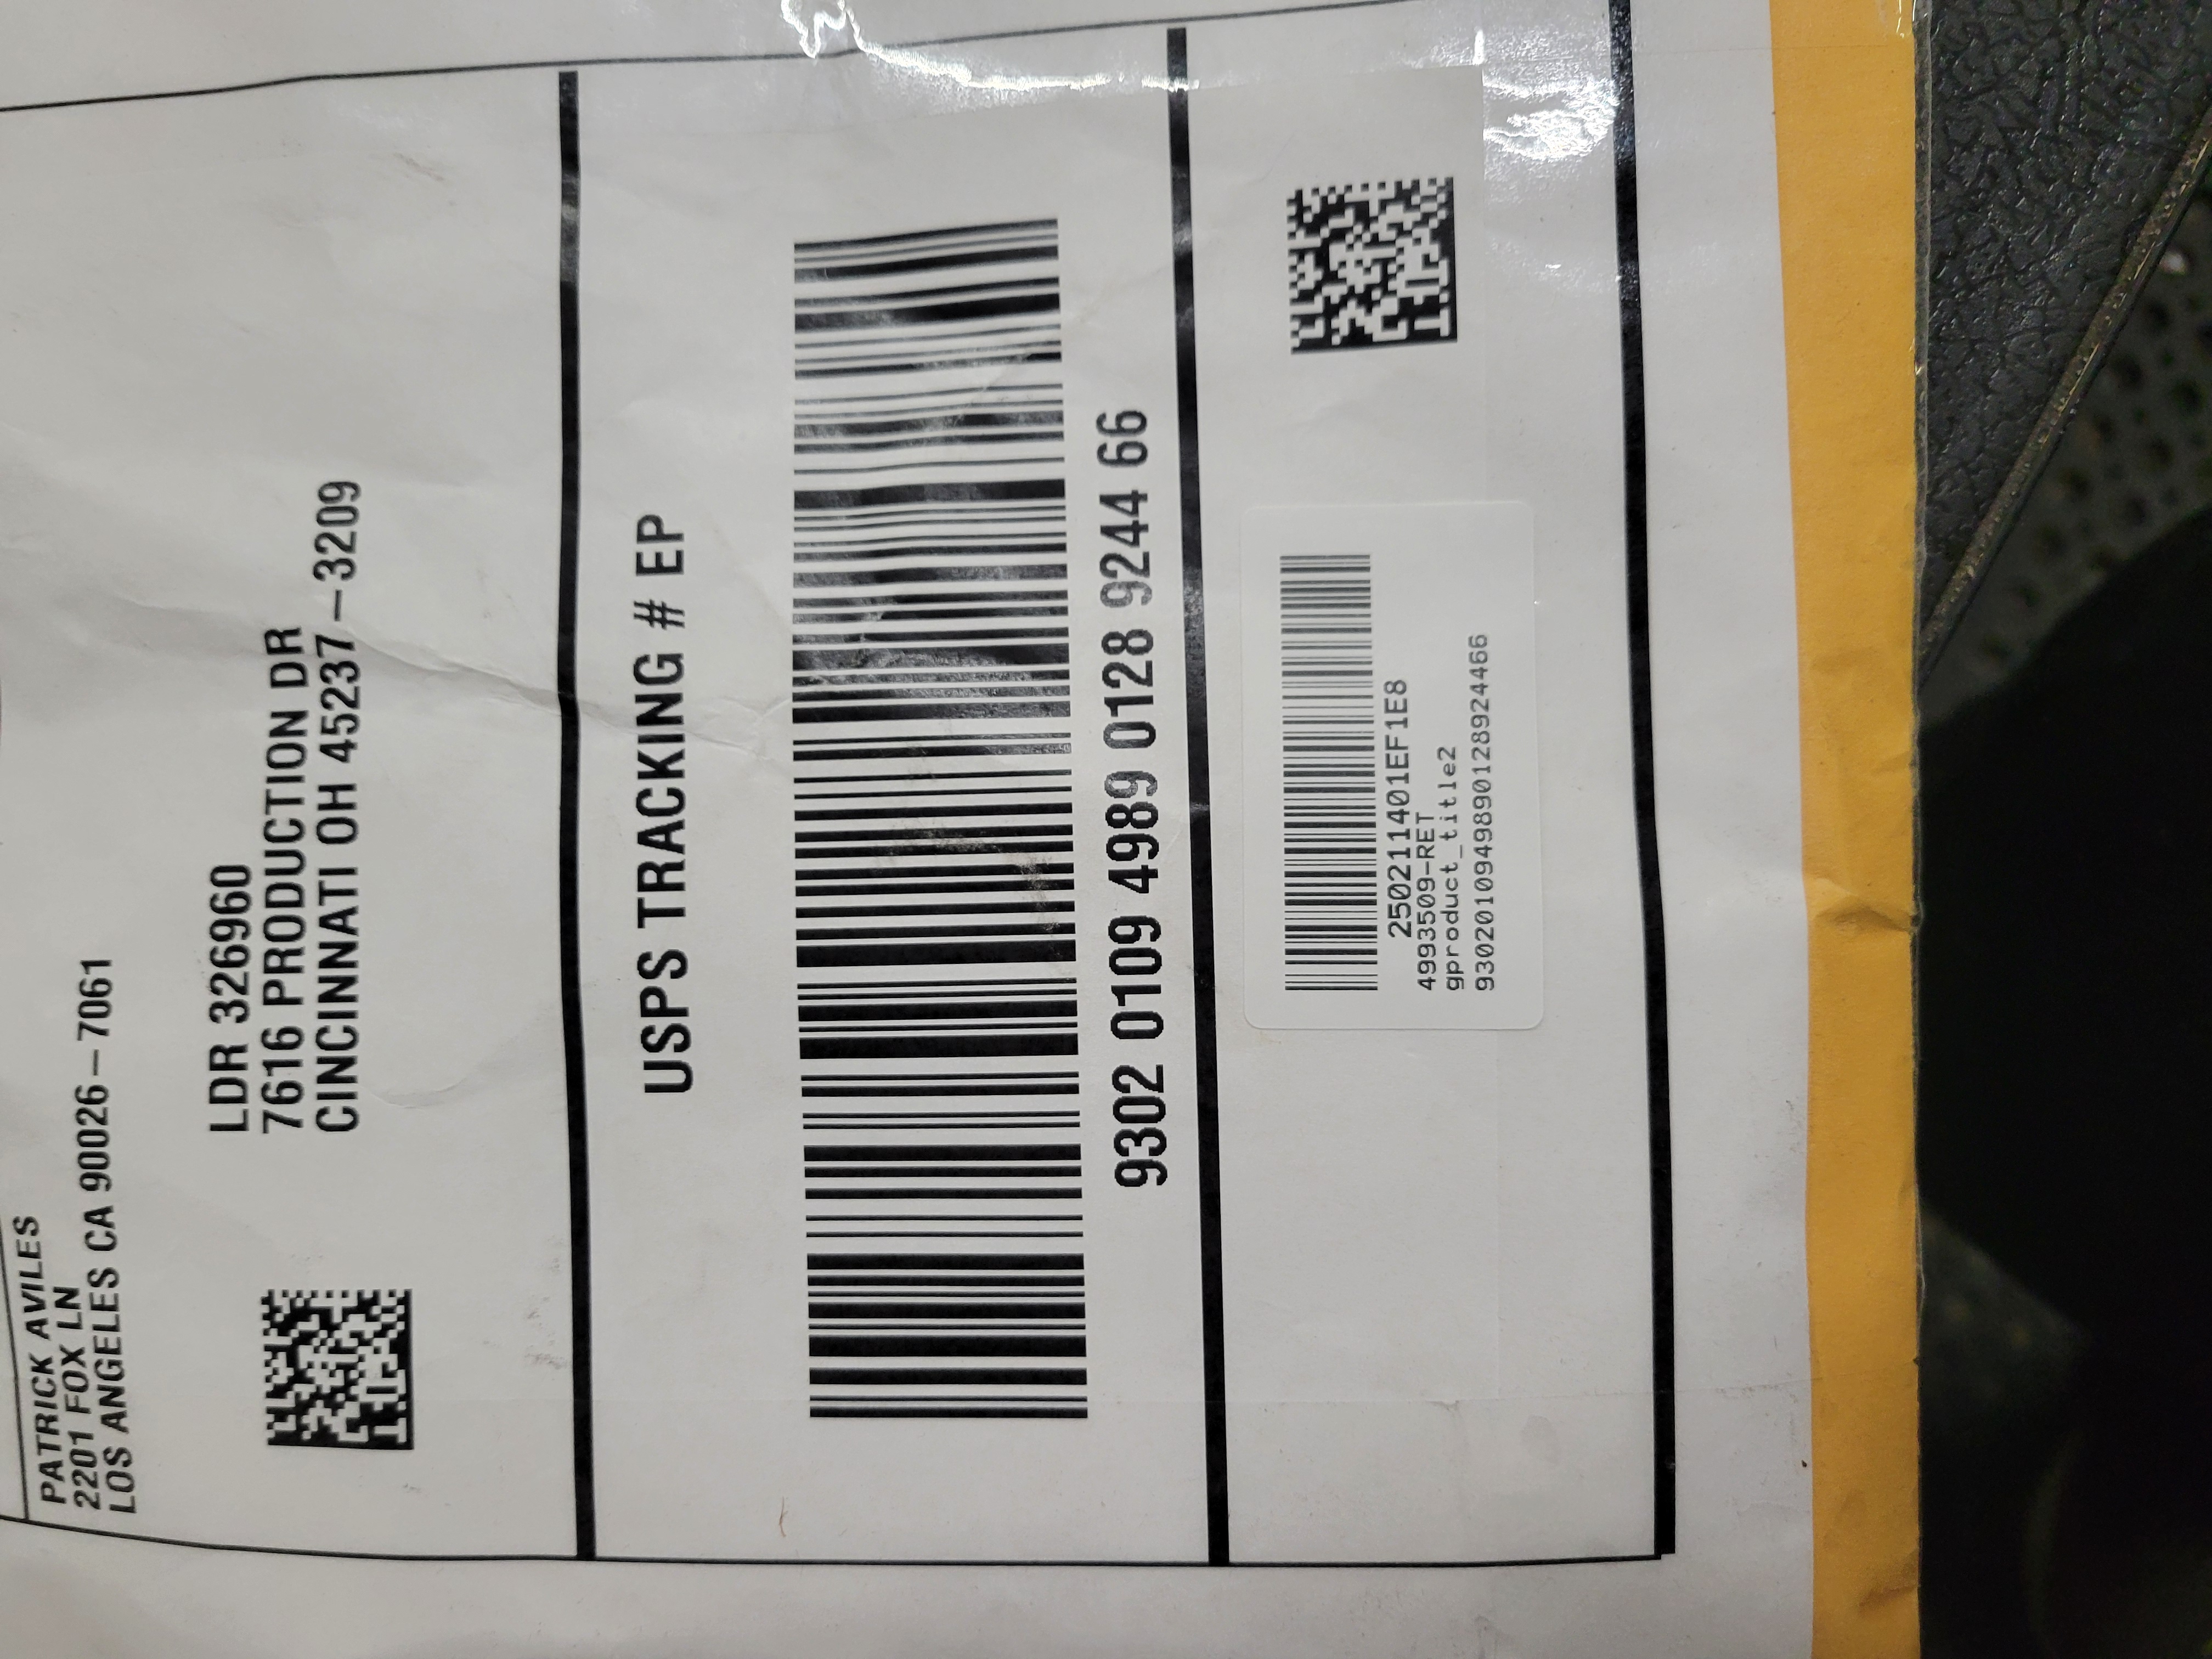 PATRICK AVILES
2201 FOX LN
LOS ANGELES CA 90026-7061
LDR 326960
7616 PRODUCTION DR
CINCINNATI OH 45237-3209
USPS TRACKING # EP
9302 0109 4989 0128 9244 66
250211401EF1E8
4993509-RET
gproduct_title2
9302010949890128924466